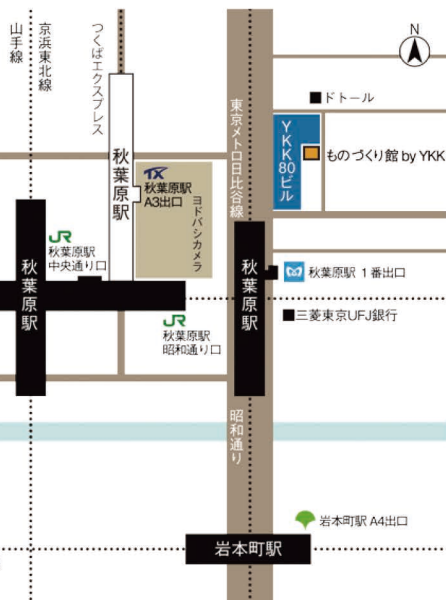 山手線
京浜東北線
つくばエクスプレス
N
東京メトロ日比谷線
ドトール
YKK80ビル
ものづくり館 by YKK
秋葉原駅
TX
秋葉原駅
A3出口
ヨドバシカメラ
JR
秋葉原駅
中央通り口
秋葉原駅
秋葉原駅
秋葉原駅 1番出口
三菱東京UFJ銀行
JR
秋葉原駅
昭和通り口
昭和通り
岩本町駅 A4出口
岩本町駅